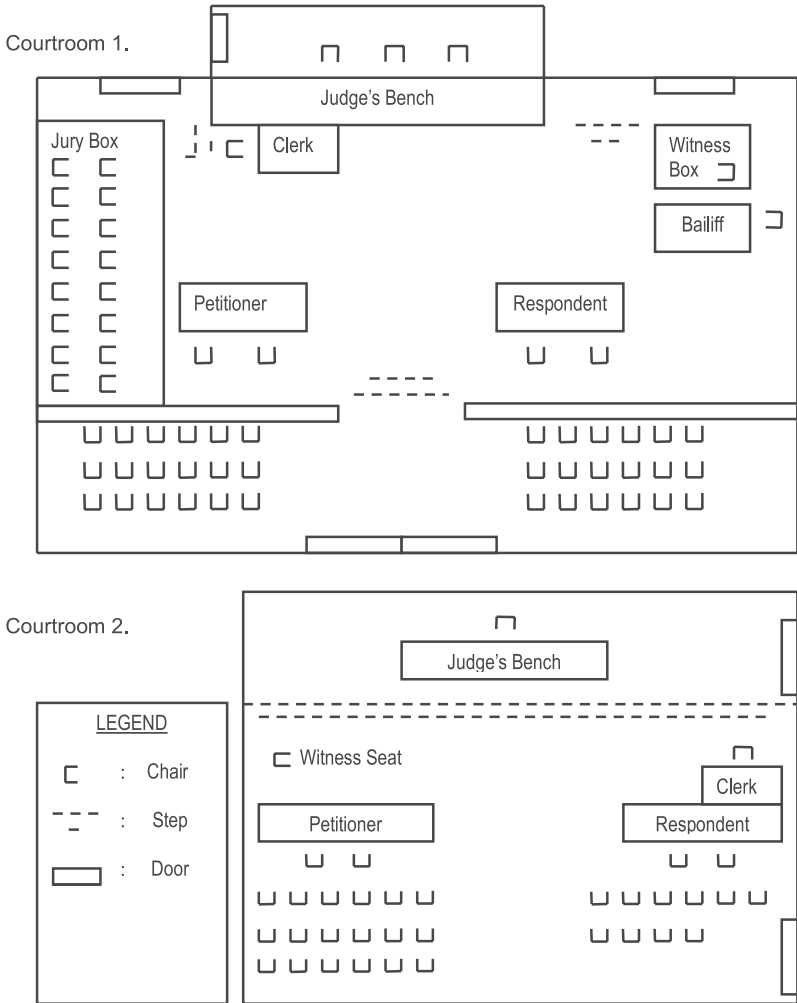 Courtroom 1.
Judge's Bench
Jury Box
Clerk
Witness
Box
Bailiff
Petitioner
Respondent
Courtroom 2.
Judge's Bench
LEGEND
: Chair
: Step
: Door
Witness Seat
Clerk
Petitioner
Respondent